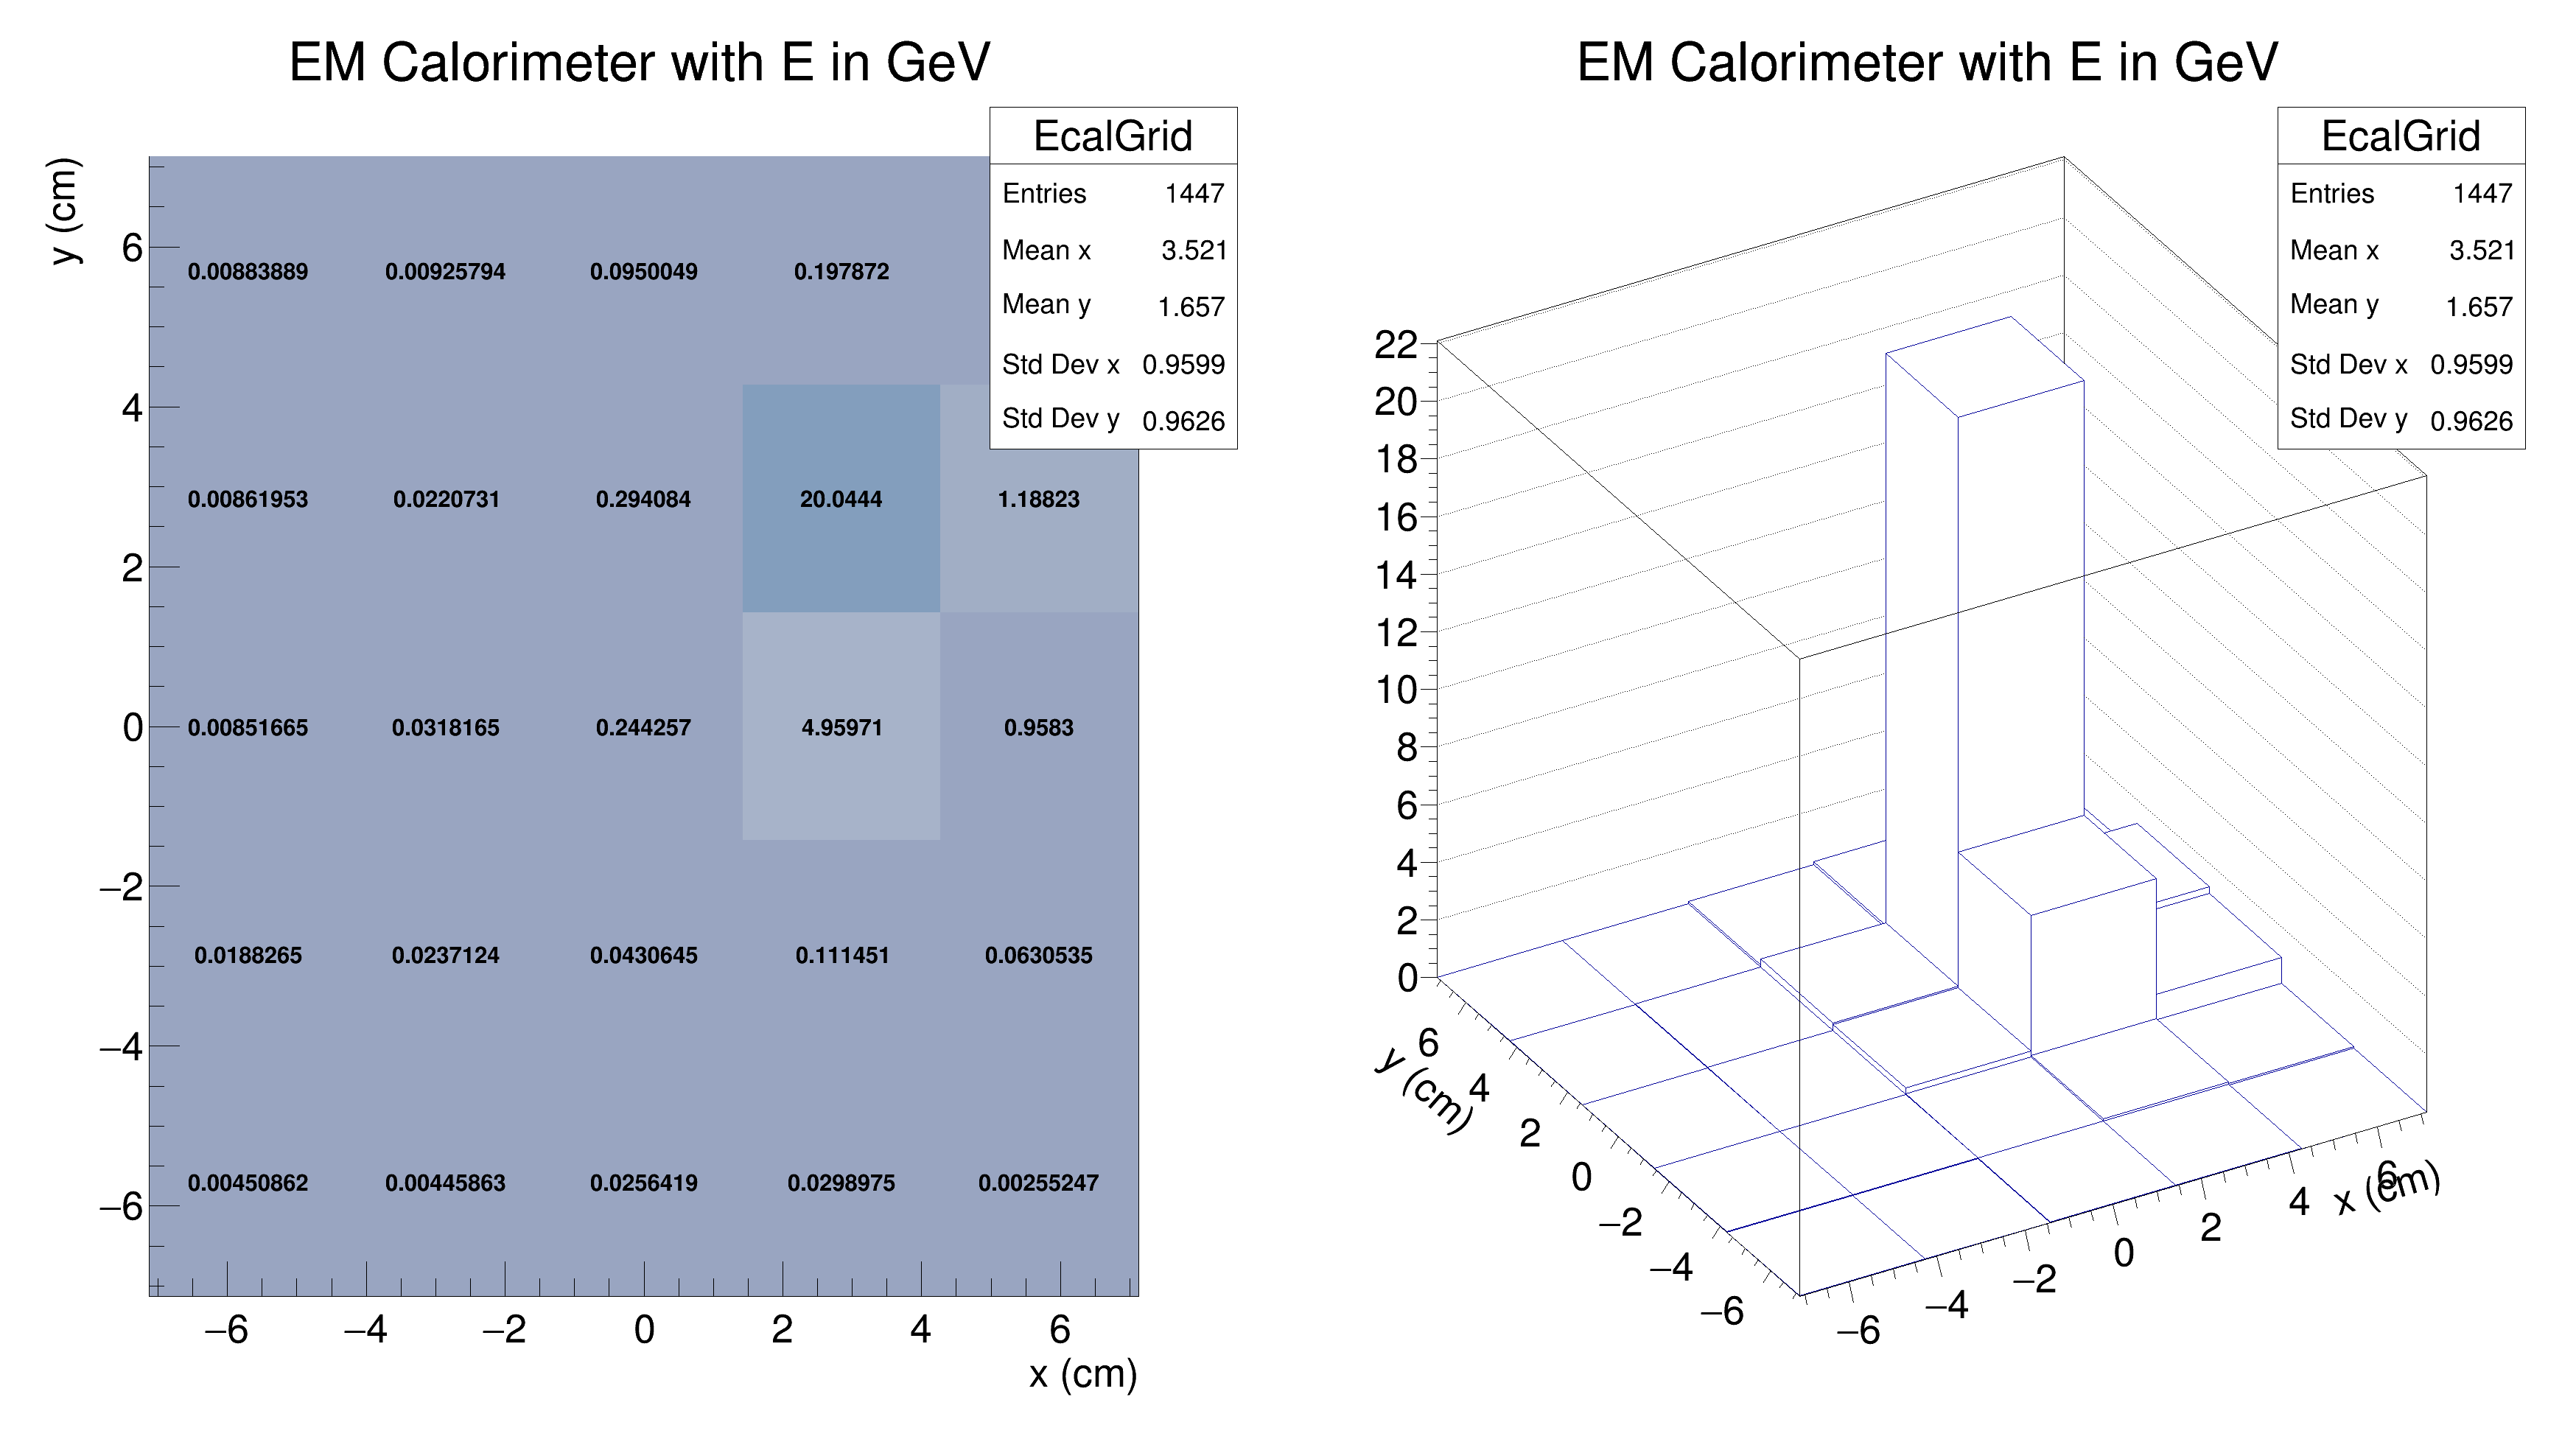 EM Calorimeter with E in GeV
EcalGrid
Entries 1447
Mean x 3.521
Mean y 1.657
Std Dev x 0.9599
Std Dev y 0.9626
y (cm)
6
4
2
0
−2
−4
−6
0.00883889 0.00925794 0.0950049 0.197872
0.00861953 0.0220731 0.294084 20.0444 1.18823
0.00851665 0.0318165 0.244257 4.95971 0.9583
0.0188265 0.0237124 0.0430645 0.111451 0.0630535
0.00450862 0.00445863 0.0256419 0.0298975 0.00255247
−6 −4 −2 0 2 4 6
x (cm)
EM Calorimeter with E in GeV
EcalGrid
Entries 1447
Mean x 3.521
Mean y 1.657
Std Dev x 0.9599
Std Dev y 0.9626
22
20
18
16
14
12
10
8
6
4
2
0
6
4
2
0
−2
−4
−6
y (cm)
−6
−4
−2
0
2
4
6
x (cm)